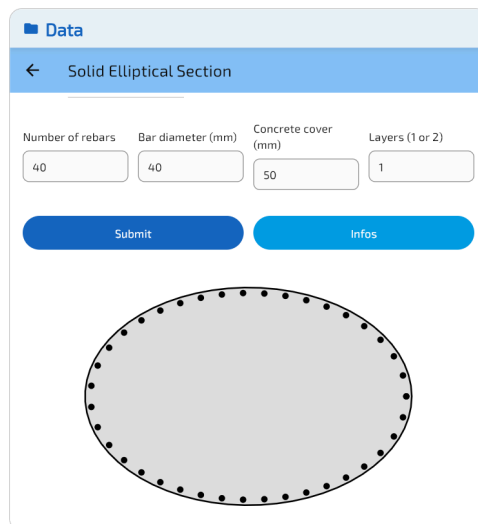 Data
Solid Elliptical Section
Number of rebars
Bar diameter (mm)
Concrete cover
(mm)
Layers (1 or 2)
40
40
50
1
Submit
Infos